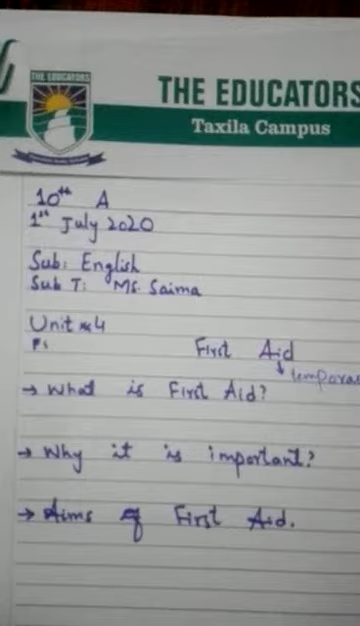 THE EDUCATORS
THE EDUCATORS
Taxila Campus
10th A
1st July 2020
Sub: English
Sub T: Ms. Saima
Unit 4
First Aid
→ What is First Aid?
→ Why it is important?
→ Aims of First Aid.